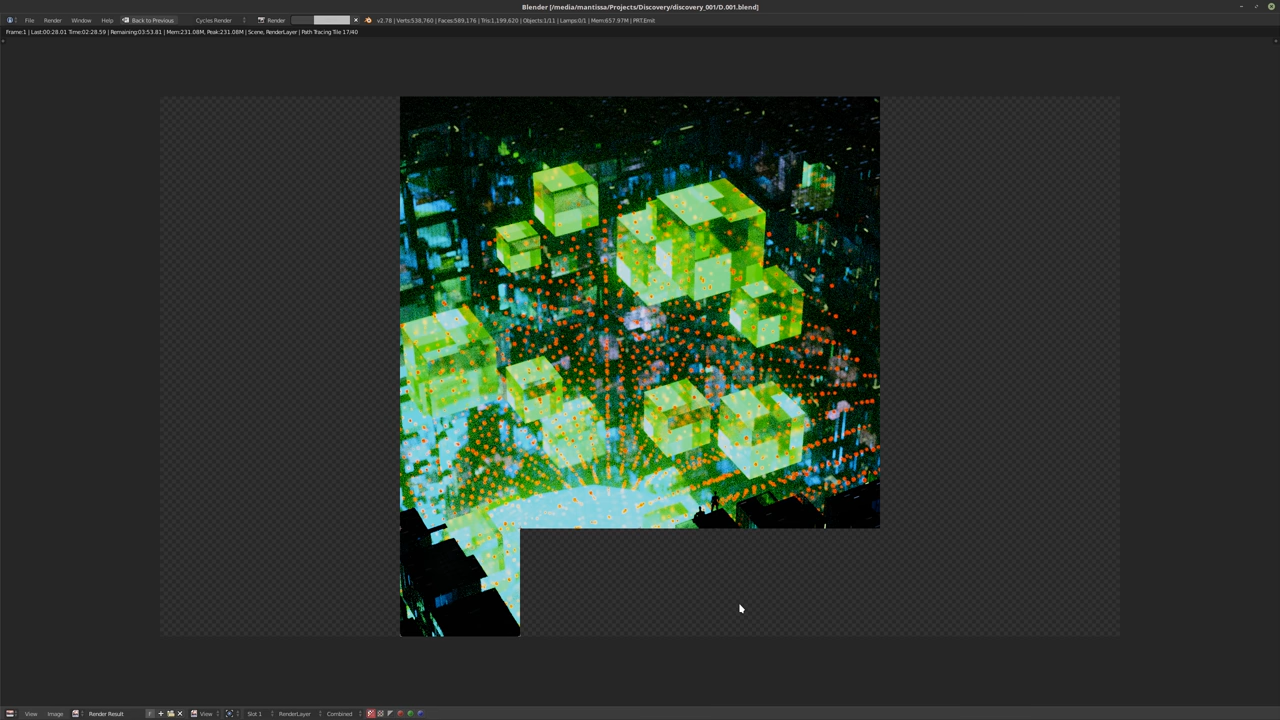 Blender [/media/mantissa/Projects/Discovery/discovery_001/D.001.blend]
File Render Window Help Back to Previous Cycles Render Render v2.78 | Verts:538,760 | Faces:589,176 | Tris:1,199,620 | Objects:1/11 | Lamps:0/1 | Mem:657.97M | PRT.Emit
Frame:1 | Last:00:28.01 Time:02:28.59 | Remaining:03:53.81 | Mem:231.08M, Peak:231.08M | Scene, RenderLayer | Path Tracing Tile 17/40
View Image Render Result F View Slot 1 RenderLayer Combined